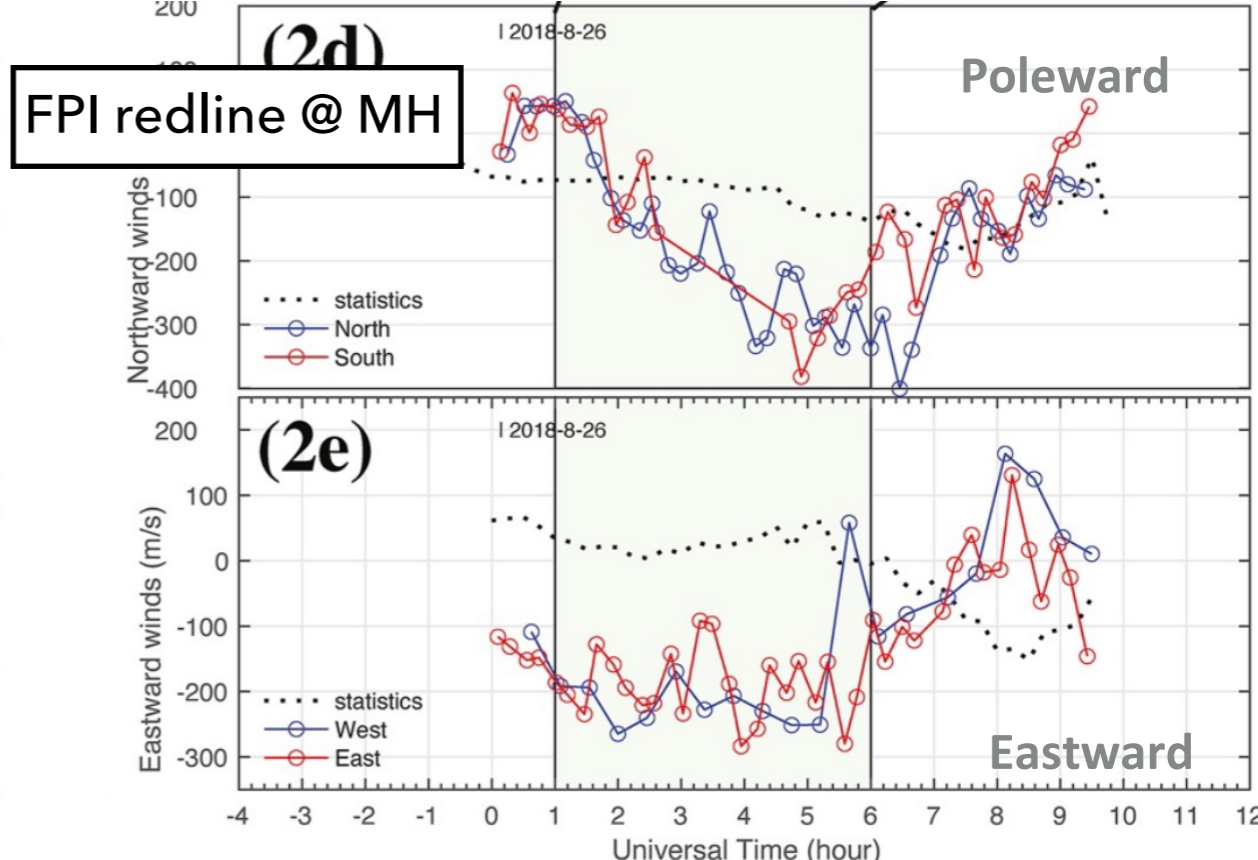 200
(2d)
| 2018-8-26
Poleward
100
FPI redline @ MH
-100
-200
-300
-400
Northward winds
statistics
North
South
(2e)
| 2018-8-26
200
100
0
-100
-200
-300
Eastward winds (m/s)
statistics
West
East
Eastward
-4 -3 -2 -1 0 1 2 3 4 5 6 7 8 9 10 11 12
Universal Time (hour)